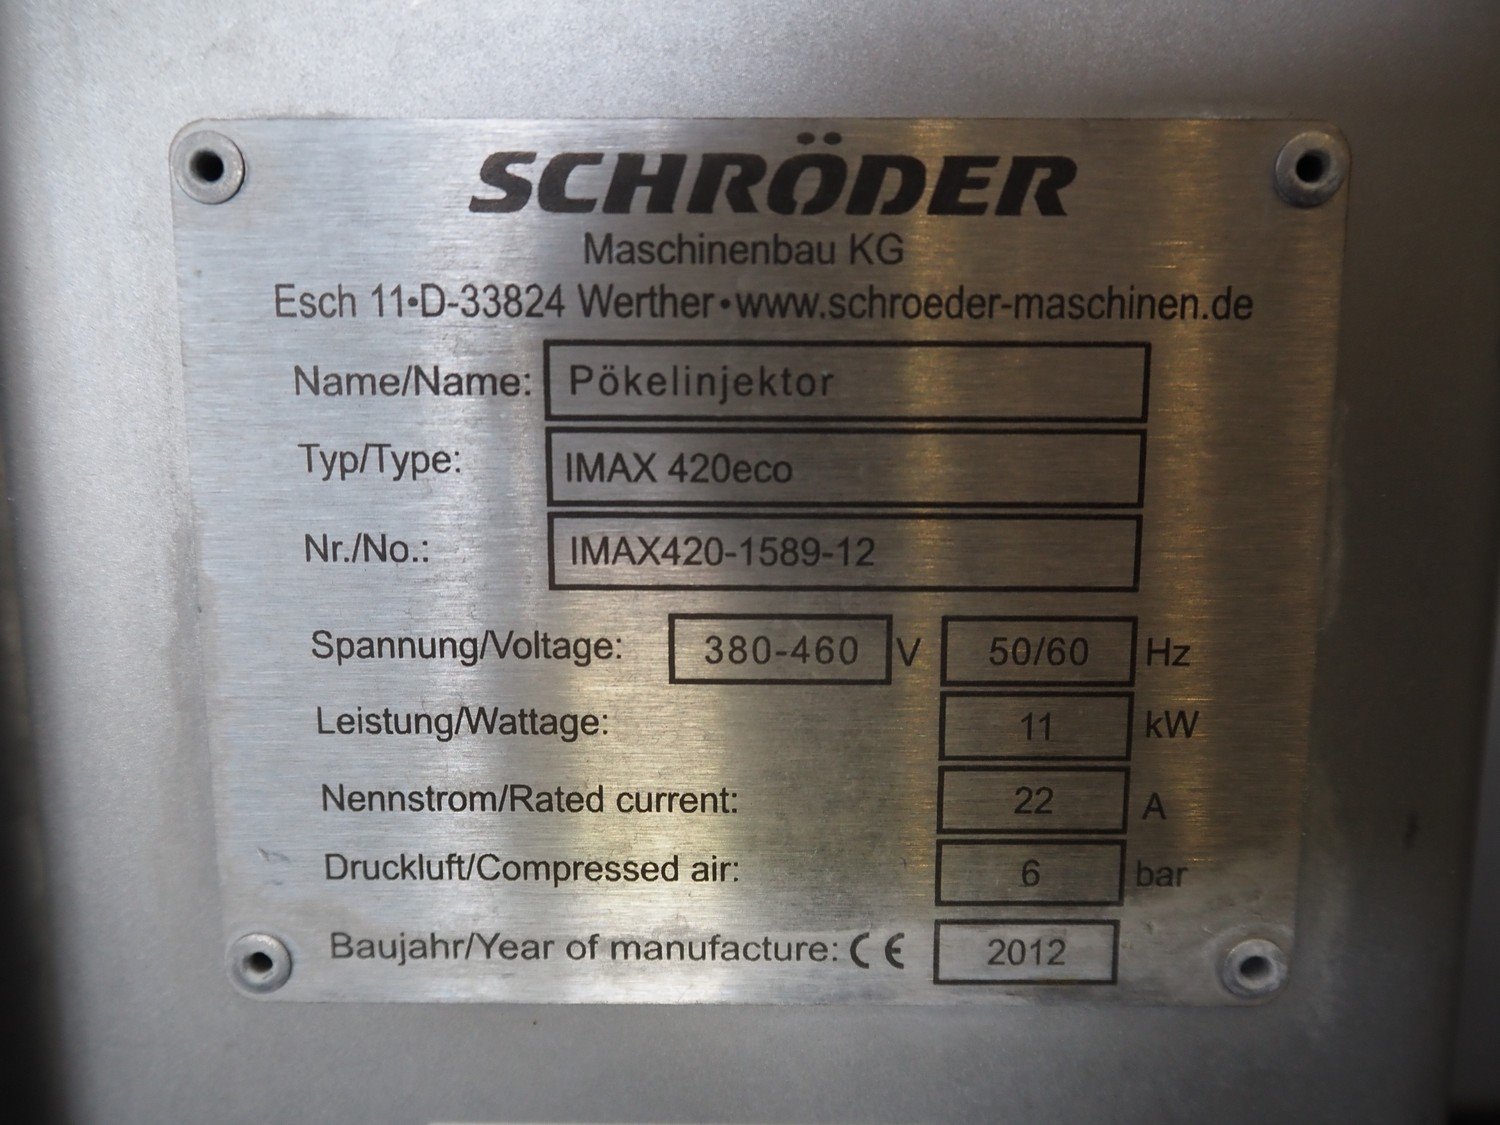 SCHRÖDER
Maschinenbau KG
Esch 11•D-33824 Werther•www.schroeder-maschinen.de
Name/Name: Pökelinjektor
Typ/Type: IMAX 420eco
Nr./No.: IMAX420-1589-12
Spannung/Voltage: 380-460 V 50/60 Hz
Leistung/Wattage: 11 kW
Nennstrom/Rated current: 22 A
Druckluft/Compressed air: 6 bar
Baujahr/Year of manufacture: CE 2012